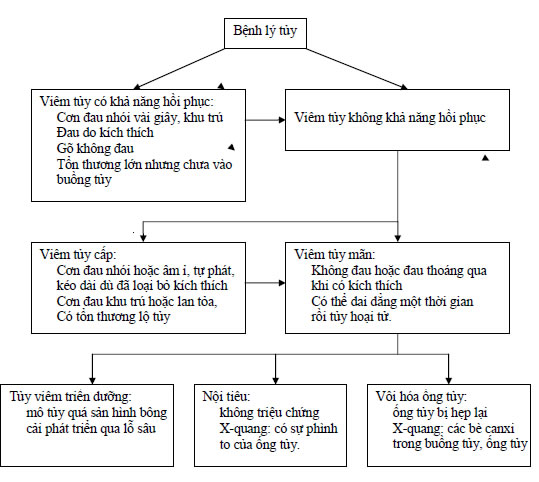 Bệnh lý tủy
Viêm tủy có khả năng hồi phục:
Cơn đau nhói vài giây, khu trú
Đau do kích thích
Gõ không đau
Tổn thương lớn nhưng chưa vào
buồng tủy
Viêm tủy không khả năng hồi phục
Viêm tủy cấp:
Cơn đau nhói hoặc âm ỉ, tự phát,
kéo dài dù đã loại bỏ kích thích
Cơn đau khu trú hoặc lan tỏa,
Có tổn thương lộ tủy
Viêm tủy mãn:
Không đau hoặc đau thoáng qua
khi có kích thích
Có thể dai dẳng một thời gian
rồi tủy hoại tử.
Tủy viêm triển dưỡng:
mô tủy quá sản hình bông
cải phát triển qua lỗ sâu
Nội tiêu:
không triệu chứng
X-quang: có sự phình
to của ống tủy.
Vôi hóa ống tủy:
ống tủy bị hẹp lại
X-quang: các bè canxi
trong buồng tủy, ống tủy